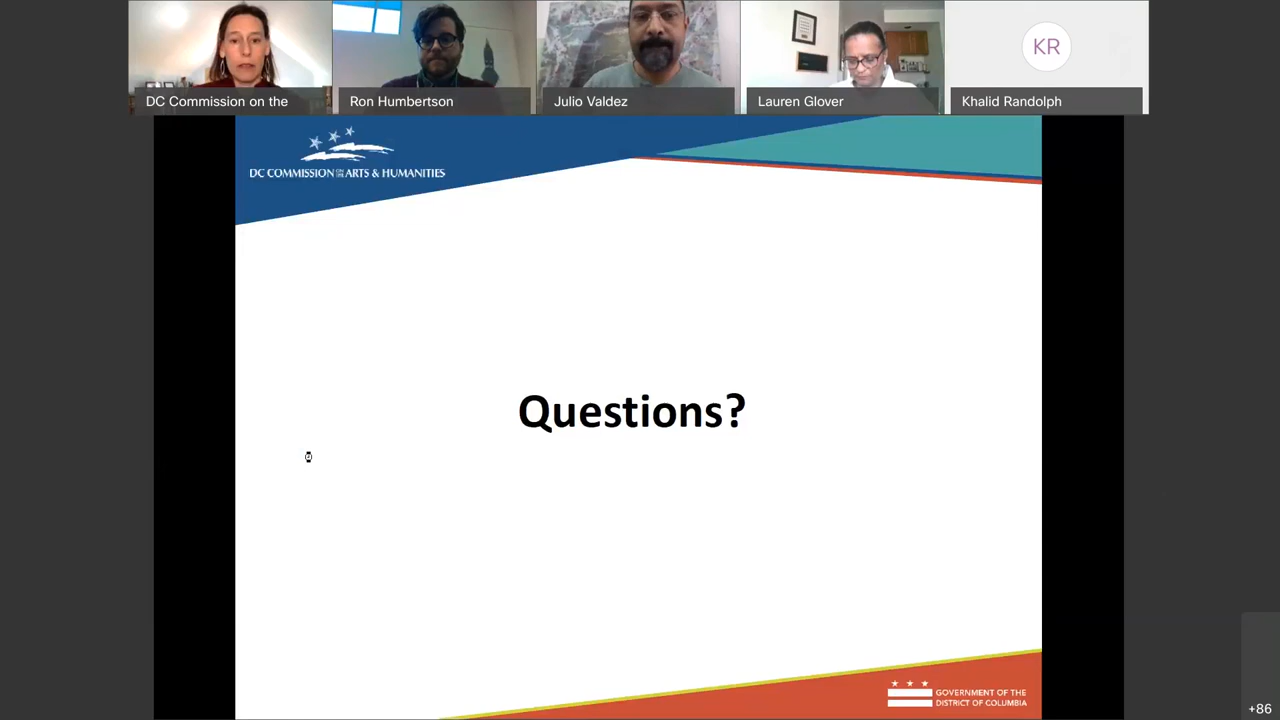 DC Commission on the
Ron Humbertson
Julio Valdez
Lauren Glover
KR
Khalid Randolph
DC COMMISSION ON THE ARTS & HUMANITIES
Questions?
GOVERNMENT OF THE
DISTRICT OF COLUMBIA
+86